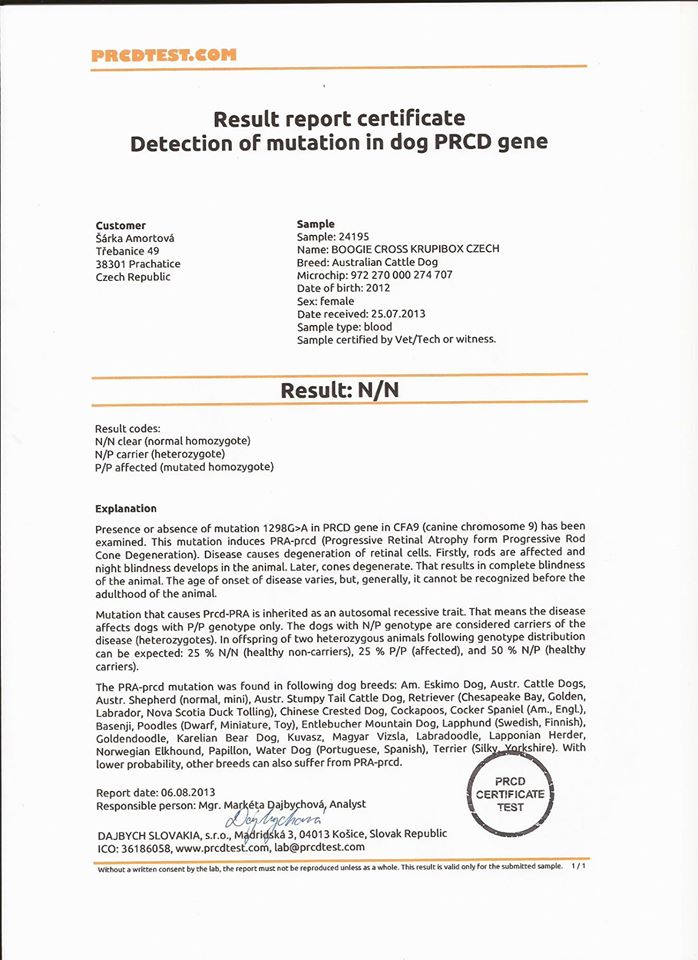 PRCDTEST.COM
Result report certificate
Detection of mutation in dog PRCD gene
Customer
Šárka Amortová
Třebanice 49
38301 Prachatice
Czech Republic
Sample
Sample: 24195
Name: BOOGIE CROSS KRUPIBOX CZECH
Breed: Australian Cattle Dog
Microchip: 972 270 000 274 707
Date of birth: 2012
Sex: female
Date received: 25.07.2013
Sample type: blood
Sample certified by Vet/Tech or witness.
Result: N/N
Result codes:
N/N clear (normal homozygote)
N/P carrier (heterozygote)
P/P affected (mutated homozygote)
Explanation
Presence or absence of mutation 1298G>A in PRCD gene in CFA9 (canine chromosome 9) has been
examined. This mutation induces PRA-prcd (Progressive Retinal Atrophy form Progressive Rod
Cone Degeneration). Disease causes degeneration of retinal cells. Firstly, rods are affected and
night blindness develops in the animal. Later, cones degenerate. That results in complete blindness
of the animal. The age of onset of disease varies, but, generally, it cannot be recognized before the
adulthood of the animal.
Mutation that causes Prcd-PRA is inherited as an autosomal recessive trait. That means the disease
affects dogs with P/P genotype only. The dogs with N/P genotype are considered carriers of the
disease (heterozygotes). In offspring of two heterozygous animals following genotype distribution
can be expected: 25 % N/N (healthy non-carriers), 25 % P/P (affected), and 50 % N/P (healthy
carriers).
The PRA-prcd mutation was found in following dog breeds: Am. Eskimo Dog, Austr. Cattle Dogs,
Austr. Shepherd (normal, mini), Austr. Stumpy Tail Cattle Dog, Retriever (Chesapeake Bay, Golden,
Labrador, Nova Scotia Duck Tolling), Chinese Crested Dog, Cockapoos, Cocker Spaniel (Am., Engl.),
Basenji, Poodles (Dwarf, Miniature, Toy), Entlebucher Mountain Dog, Lapphund (Swedish, Finnish),
Goldendoodle, Karelian Bear Dog, Kuvasz, Magyar Vizsla, Labradoodle, Lapponian Herder,
Norwegian Elkhound, Papillon, Water Dog (Portuguese, Spanish), Terrier (Silky, Yorkshire). With
lower probability, other breeds can also suffer from PRA-prcd.
Report date: 06.08.2013
Responsible person: Mgr. Markéta Dajbychová, Analyst
Dajbychová
PRCD
CERTIFICATE
TEST
DAJBYCH SLOVAKIA, s.r.o., Madridská 3, 04013 Košice, Slovak Republic
ICO: 36186058, www.prcdtest.com, lab@prcdtest.com
Without a written consent by the lab, the report must not be reproduced unless as a whole. This result is valid only for the submitted sample. 1 / 1